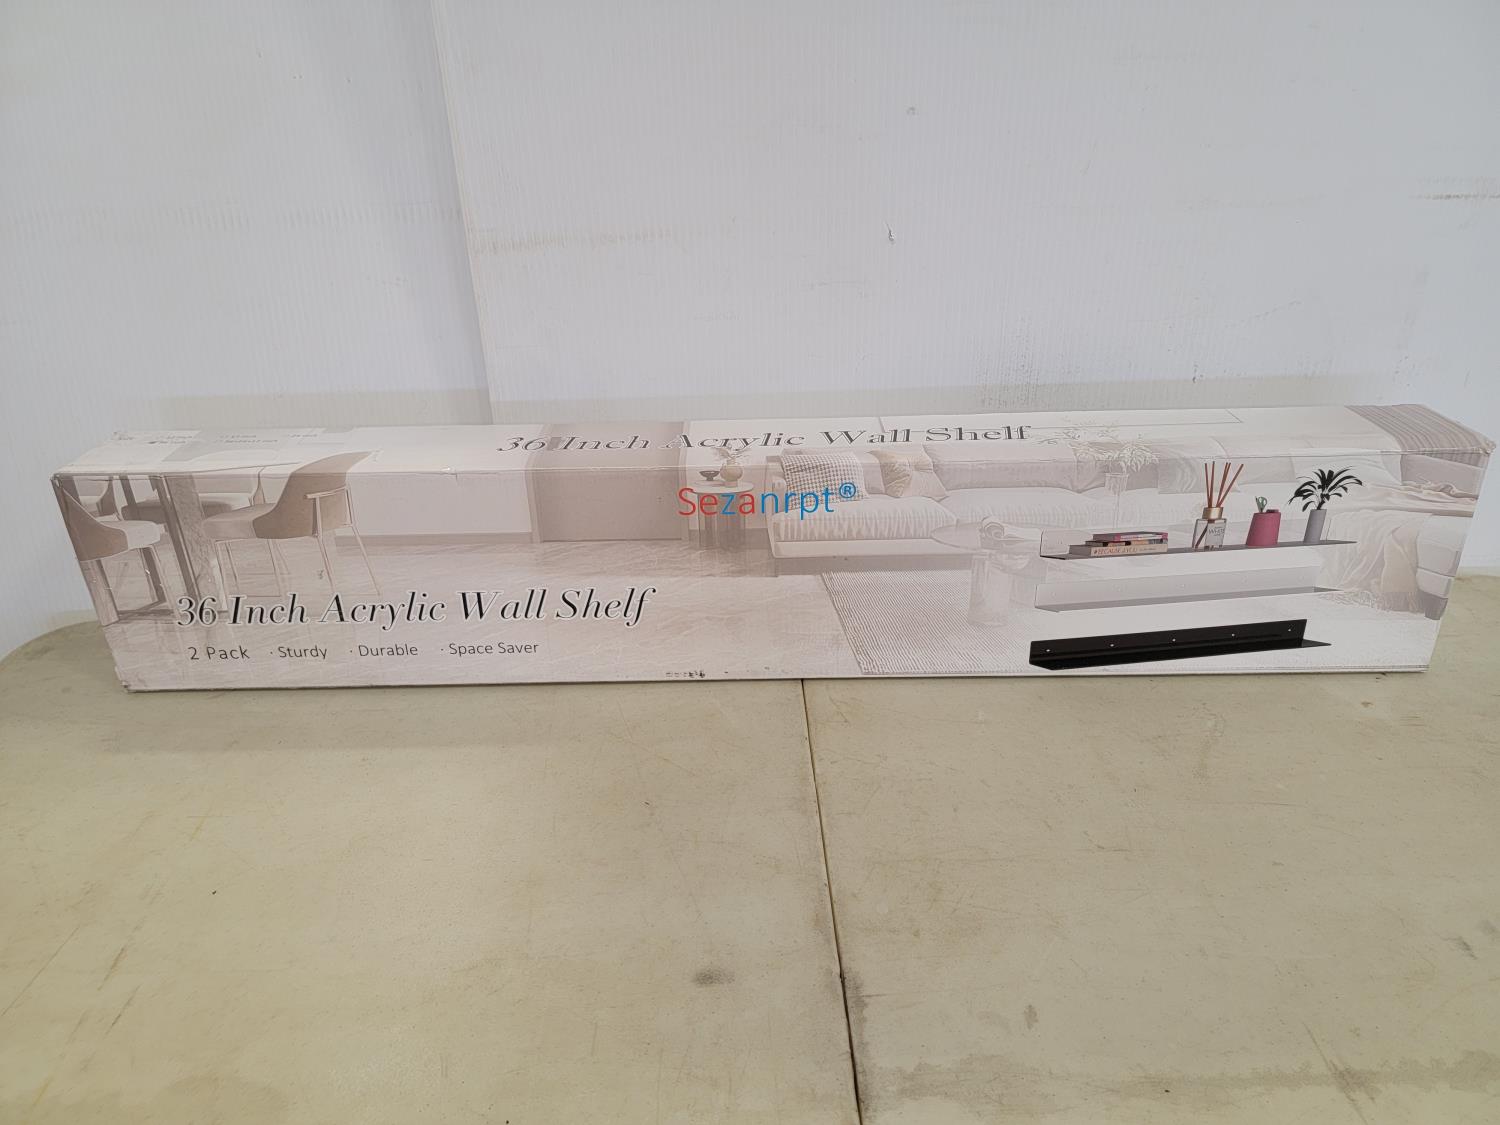 36 Inch Acrylic Wall Shelf
Sezanrpt®
36 Inch Acrylic Wall Shelf
2 Pack · Sturdy · Durable · Space Saver